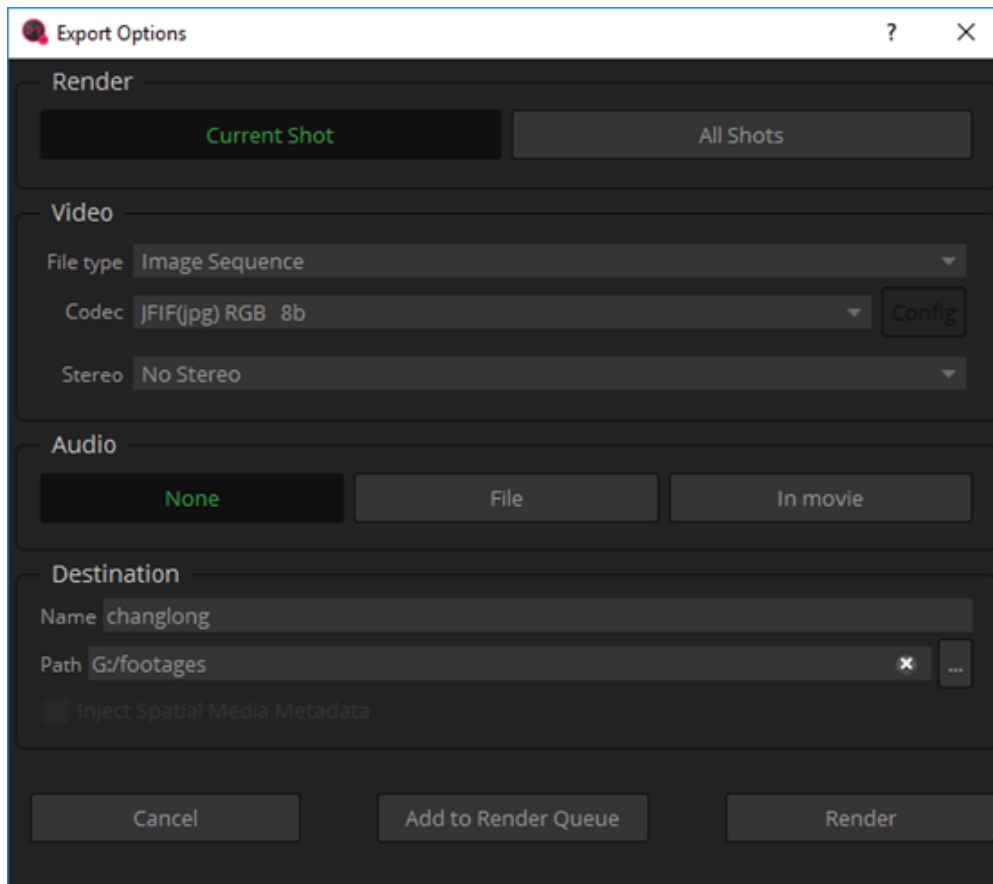 Export Options ? ×
Render
Current Shot All Shots
Video
File type Image Sequence
Codec JFIF(jpg) RGB 8b Config
Stereo No Stereo
Audio
None File In movie
Destination
Name changlong
Path G:/footages ...
Inject Spatial Media Metadata
Cancel Add to Render Queue Render